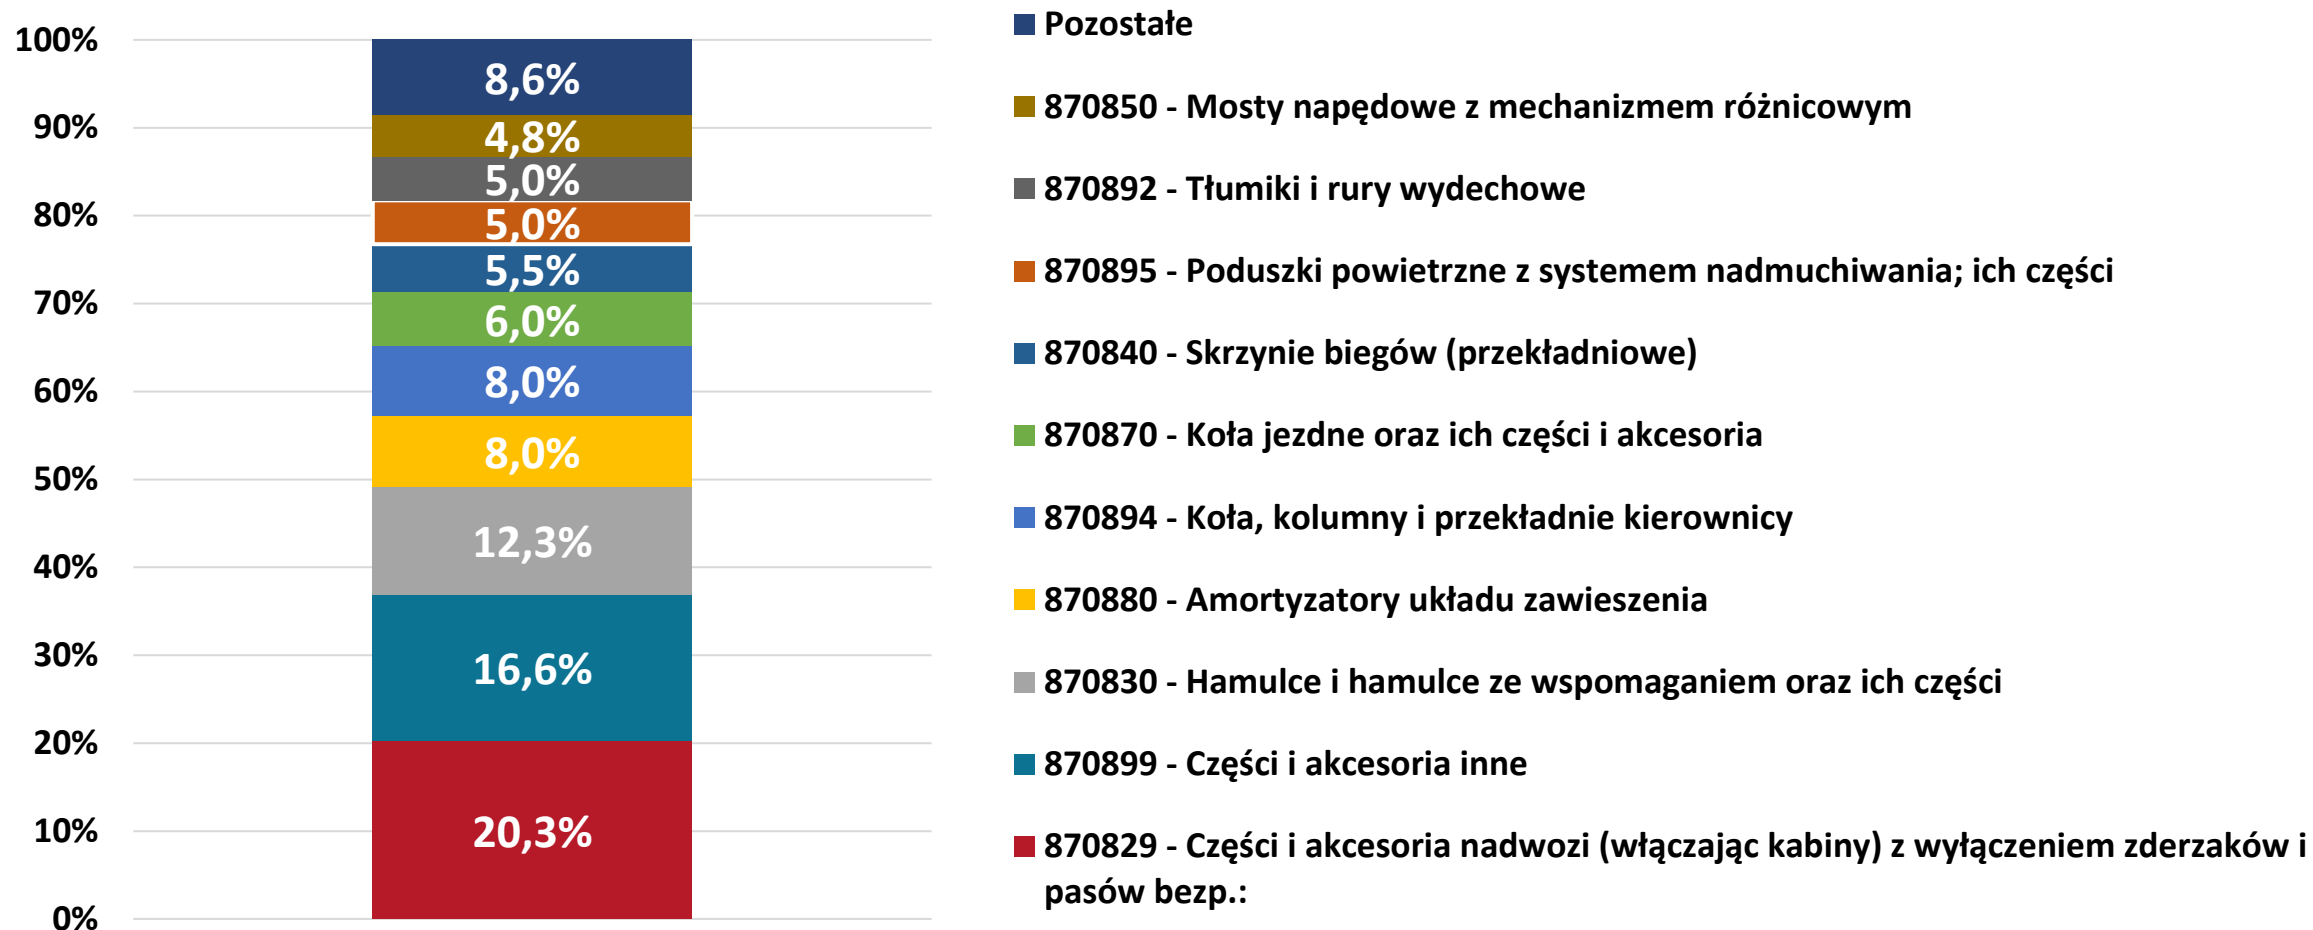 100%
90%
80%
70%
60%
50%
40%
30%
20%
10%
0%
8,6%
4,8%
5,0%
5,0%
5,5%
6,0%
8,0%
8,0%
12,3%
16,6%
20,3%
Pozostałe
870850 - Mosty napędowe z mechanizmem różnicowym
870892 - Tłumiki i rury wydechowe
870895 - Poduszki powietrzne z systemem nadmuchiwania; ich części
870840 - Skrzynie biegów (przekładniowe)
870870 - Koła jezdne oraz ich części i akcesoria
870894 - Koła, kolumny i przekładnie kierownicy
870880 - Amortyzatory układu zawieszenia
870830 - Hamulce i hamulce ze wspomaganiem oraz ich części
870899 - Części i akcesoria inne
870829 - Części i akcesoria nadwozi (włączając kabiny) z wyłączeniem zderzaków i
pasów bezp.: